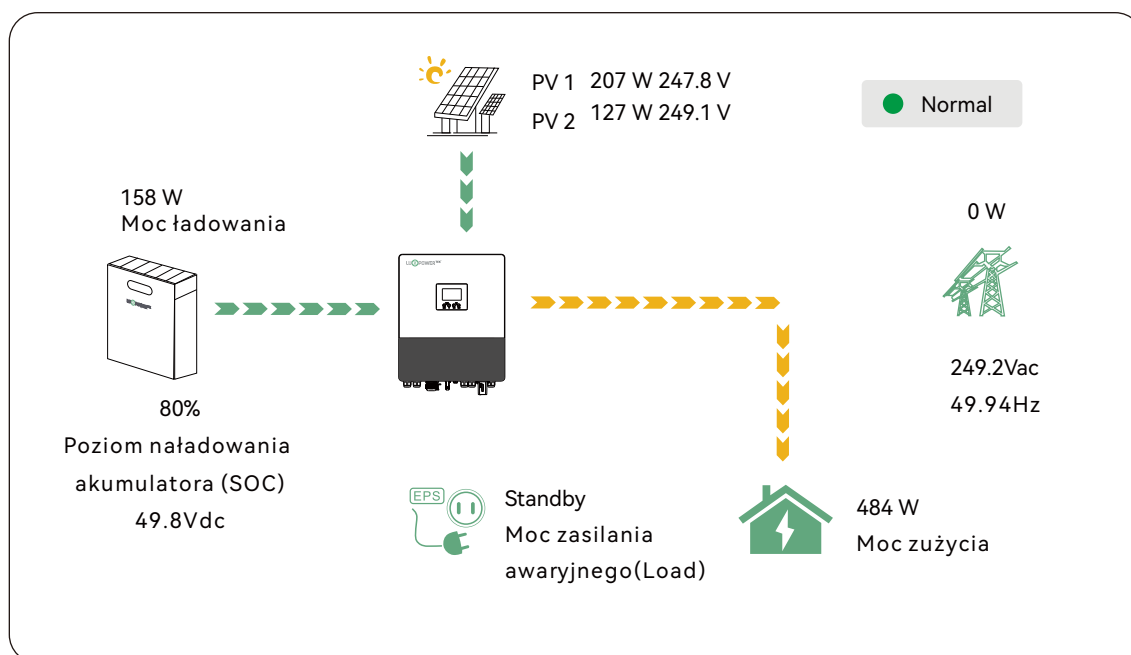 PV 1 207 W 247.8 V
PV 2 127 W 249.1 V
Normal
158 W
Moc ładowania
0 W
LUXPOWER
249.2Vac
49.94Hz
80%
Poziom naładowania
akumulatora (SOC)
49.8Vdc
EPS
Standby
Moc zasilania
awaryjnego(Load)
484 W
Moc zużycia